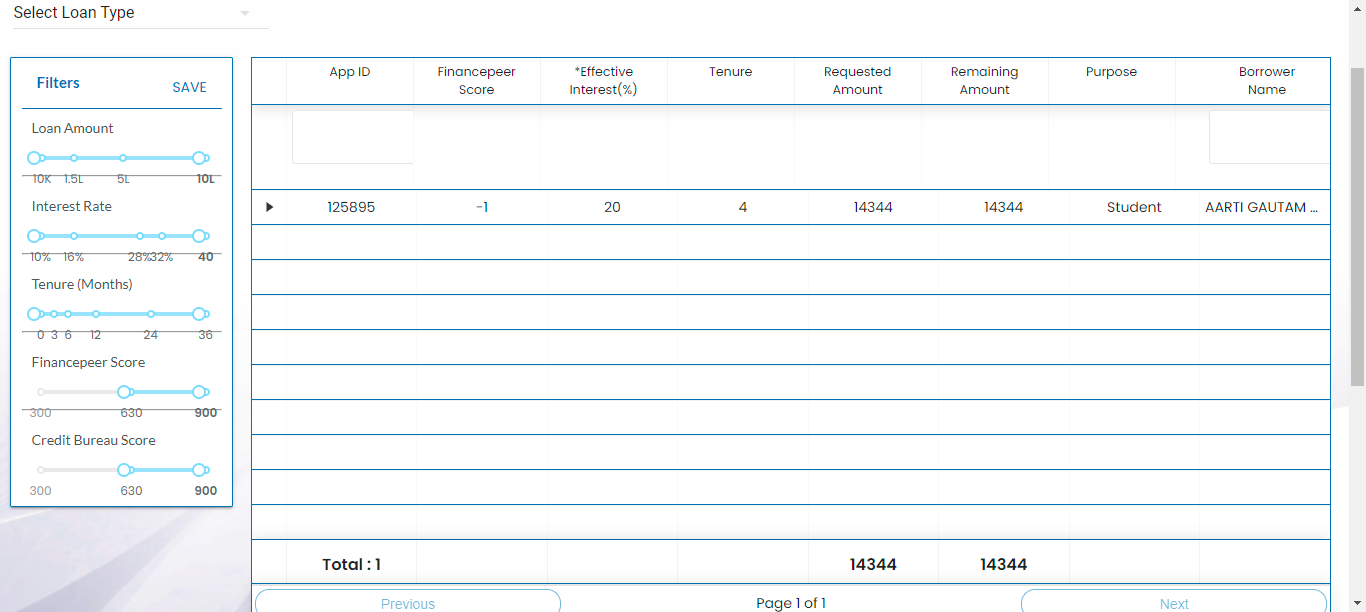 Select Loan Type
Filters
SAVE
Loan Amount
10K 1.5L 5L 10L
Interest Rate
10% 16% 28% 32% 40
Tenure (Months)
0 3 6 12 24 36
Financepeer Score
300 630 900
Credit Bureau Score
300 630 900
App ID
Financepeer
Score
*Effective
Interest(%)
Tenure
Requested
Amount
Remaining
Amount
Purpose
Borrower
Name
125895 -1 20 4 14344 14344 Student AARTI GAUTAM ...
Total : 1 14344 14344
Previous Page 1 of 1 Next